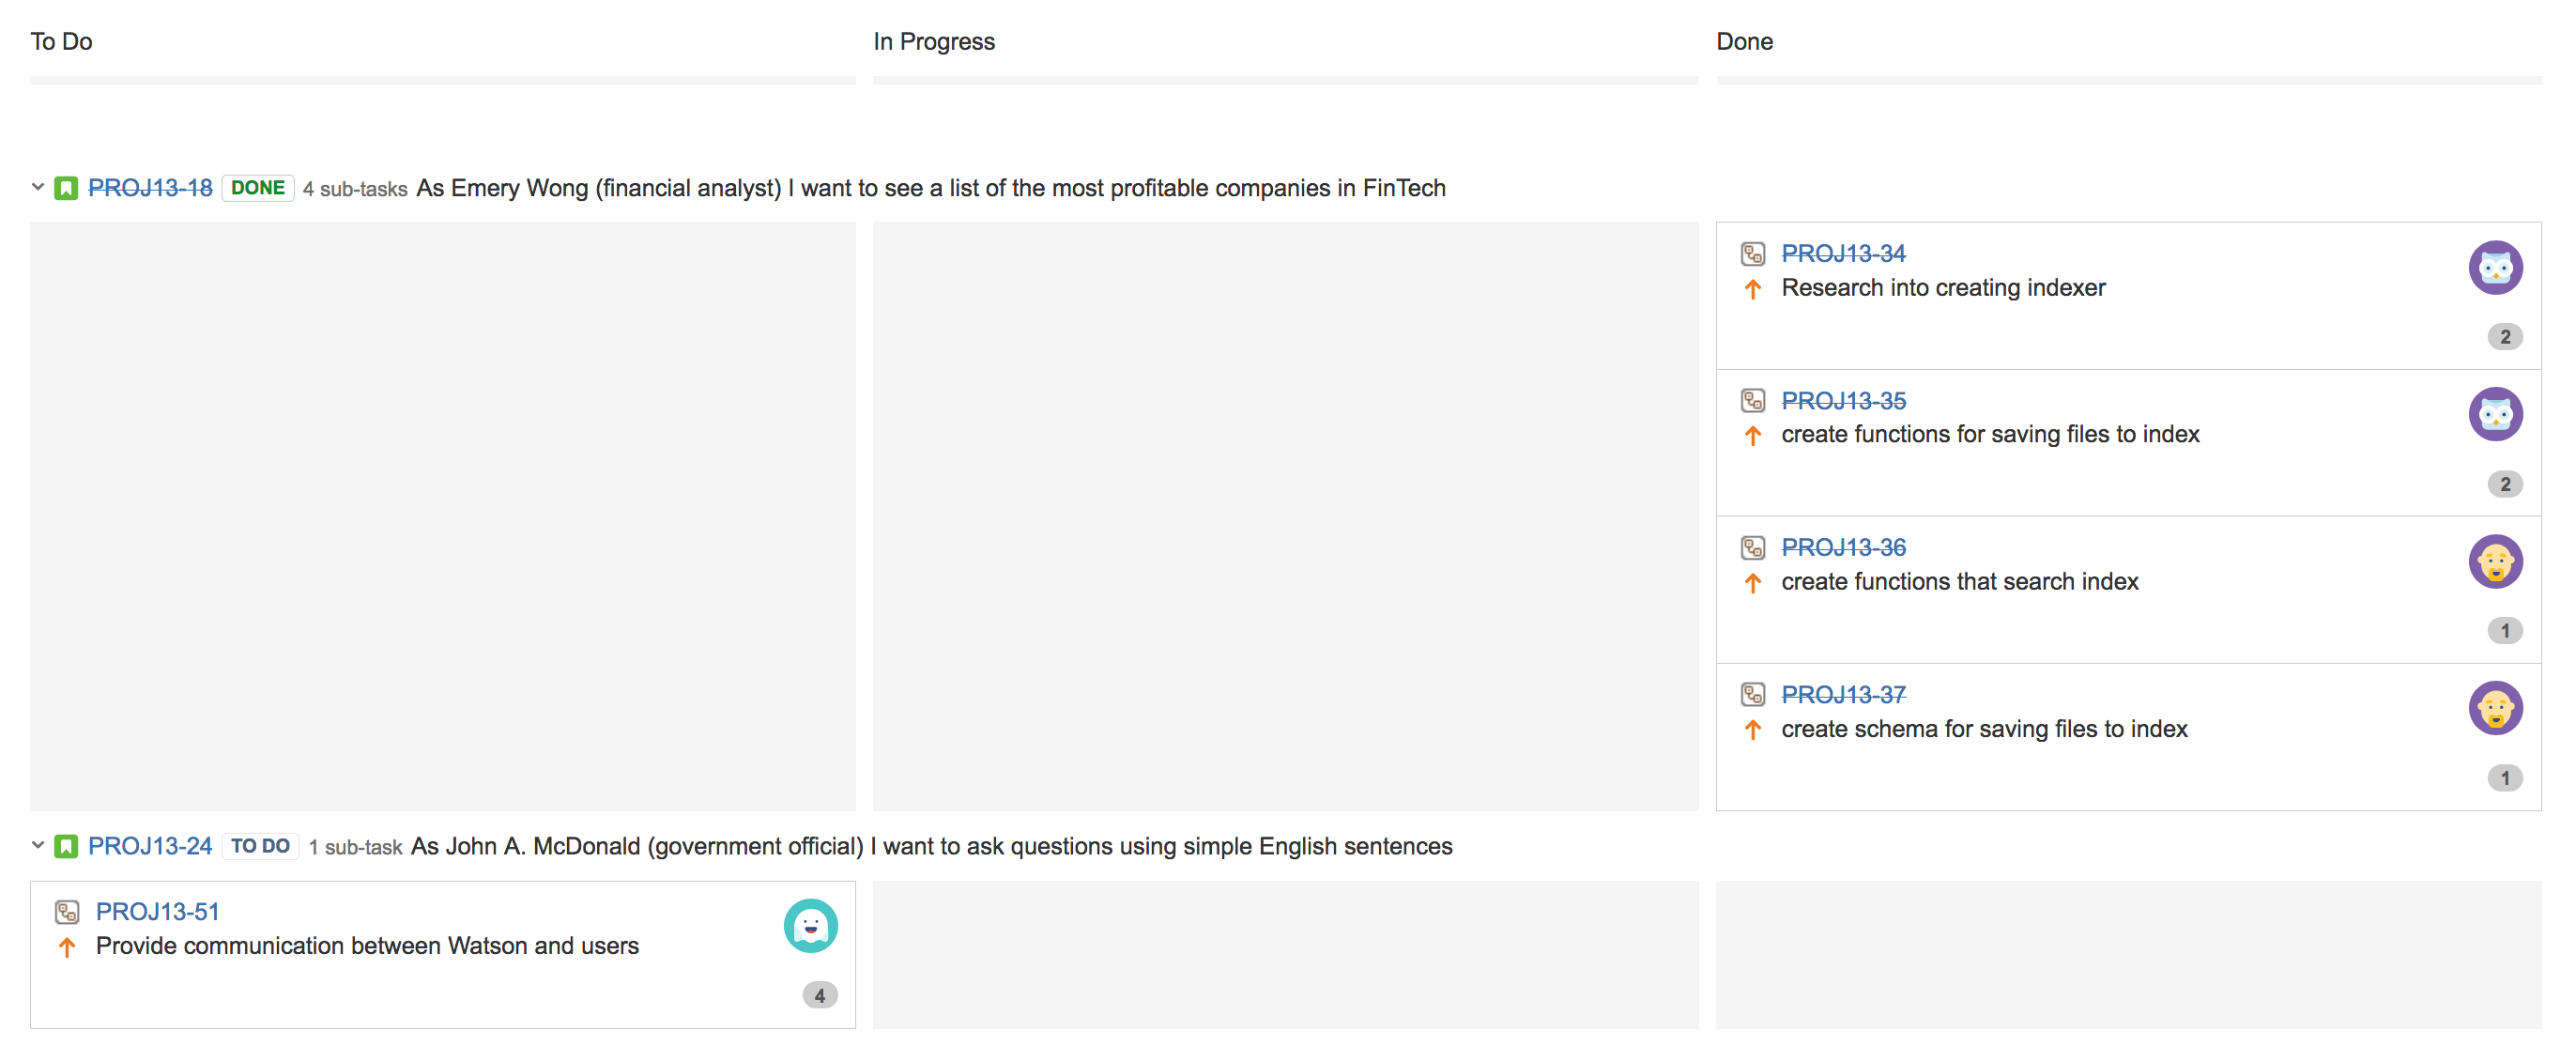 To Do
In Progress
Done
PROJ13-18 DONE 4 sub-tasks As Emery Wong (financial analyst) I want to see a list of the most profitable companies in FinTech
PROJ13-34
Research into creating indexer
2
PROJ13-35
create functions for saving files to index
2
PROJ13-36
create functions that search index
1
PROJ13-37
create schema for saving files to index
1
PROJ13-24 TO DO 1 sub-task As John A. McDonald (government official) I want to ask questions using simple English sentences
PROJ13-51
Provide communication between Watson and users
4